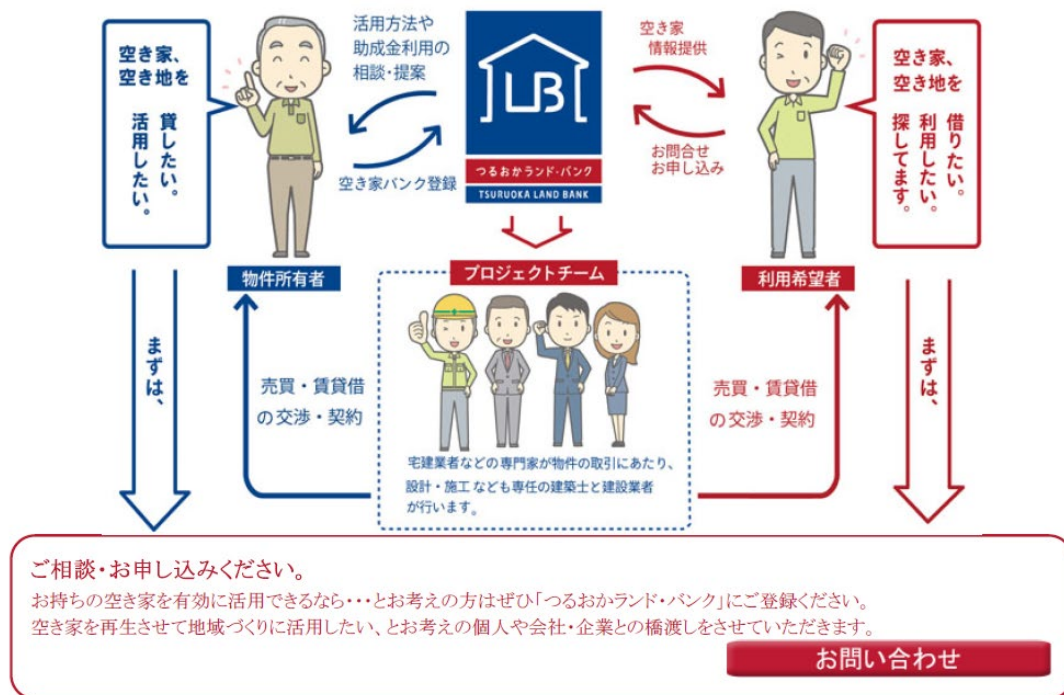 空き家、
空き地を
貸したい。
活用したい。
活用方法や
助成金利用の
相談・提案
空き家バンク登録
LB
つるおかランド・バンク
TSURUOKA LAND BANK
空き家
情報提供
お問合せ
お申し込み
空き家、
空き地を
借りたい。
利用したい。
探してます。
物件所有者
プロジェクトチーム
利用希望者
まずは、
売買・賃貸借
の交渉・契約
宅建業者などの専門家が物件の取引にあたり、
設計・施工なども専任の建築士と建設業者
が行います。
売買・賃貸借
の交渉・契約
まずは、
ご相談・お申し込みください。
お持ちの空き家を有効に活用できるなら・・・とお考えの方はぜひ「つるおかランド・バンク」にご登録ください。
空き家を再生させて地域づくりに活用したい、とお考えの個人や会社・企業との橋渡しをさせていただきます。
お問い合わせ